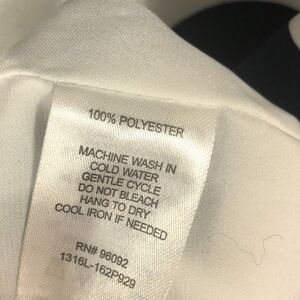 100% POLYESTER
MACHINE WASH IN
COLD WATER
GENTLE CYCLE
DO NOT BLEACH
HANG TO DRY
COOL IRON IF NEEDED
RN# 96092
1316L-162P929